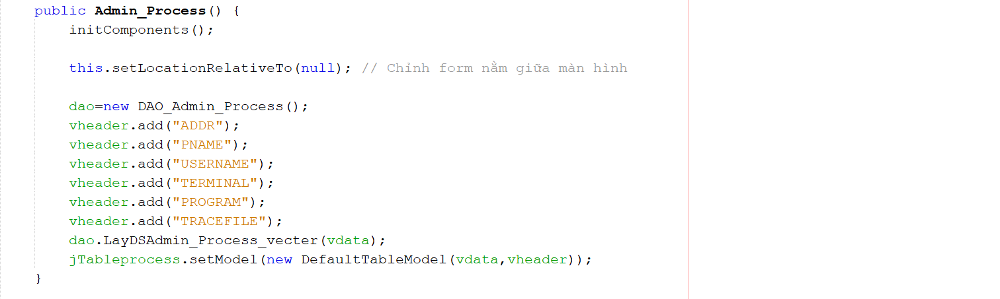 public Admin_Process() {
initComponents();
this.setLocationRelativeTo(null); // Chỉnh form nằm giữa màn hình
dao=new DAO_Admin_Process();
vheader.add("ADDR");
vheader.add("PNAME");
vheader.add("USERNAME");
vheader.add("TERMINAL");
vheader.add("PROGRAM");
vheader.add("TRACEFILE");
dao.LayDSAdmin_Process_vecter(vdata);
jTableprocess.setModel(new DefaultTableModel(vdata,vheader));
}